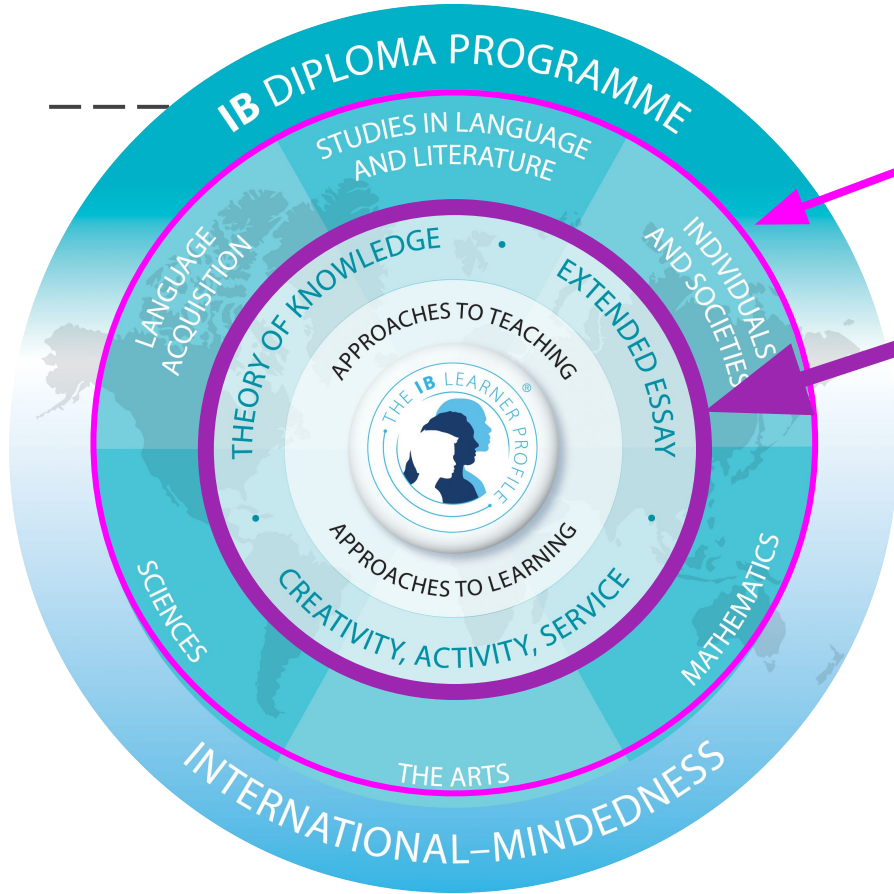 IB DIPLOMA PROGRAMME
STUDIES IN LANGUAGE
AND LITERATURE
LANGUAGE
ACQUISITION
INDIVIDUALS
AND SOCIETIES
THEORY OF KNOWLEDGE
•
EXTENDED ESSAY
APPROACHES TO TEACHING
• THE IB LEARNER PROFILE •
®
APPROACHES TO LEARNING
•
•
CREATIVITY, ACTIVITY, SERVICE
SCIENCES
MATHEMATICS
THE ARTS
INTERNATIONAL–MINDEDNESS